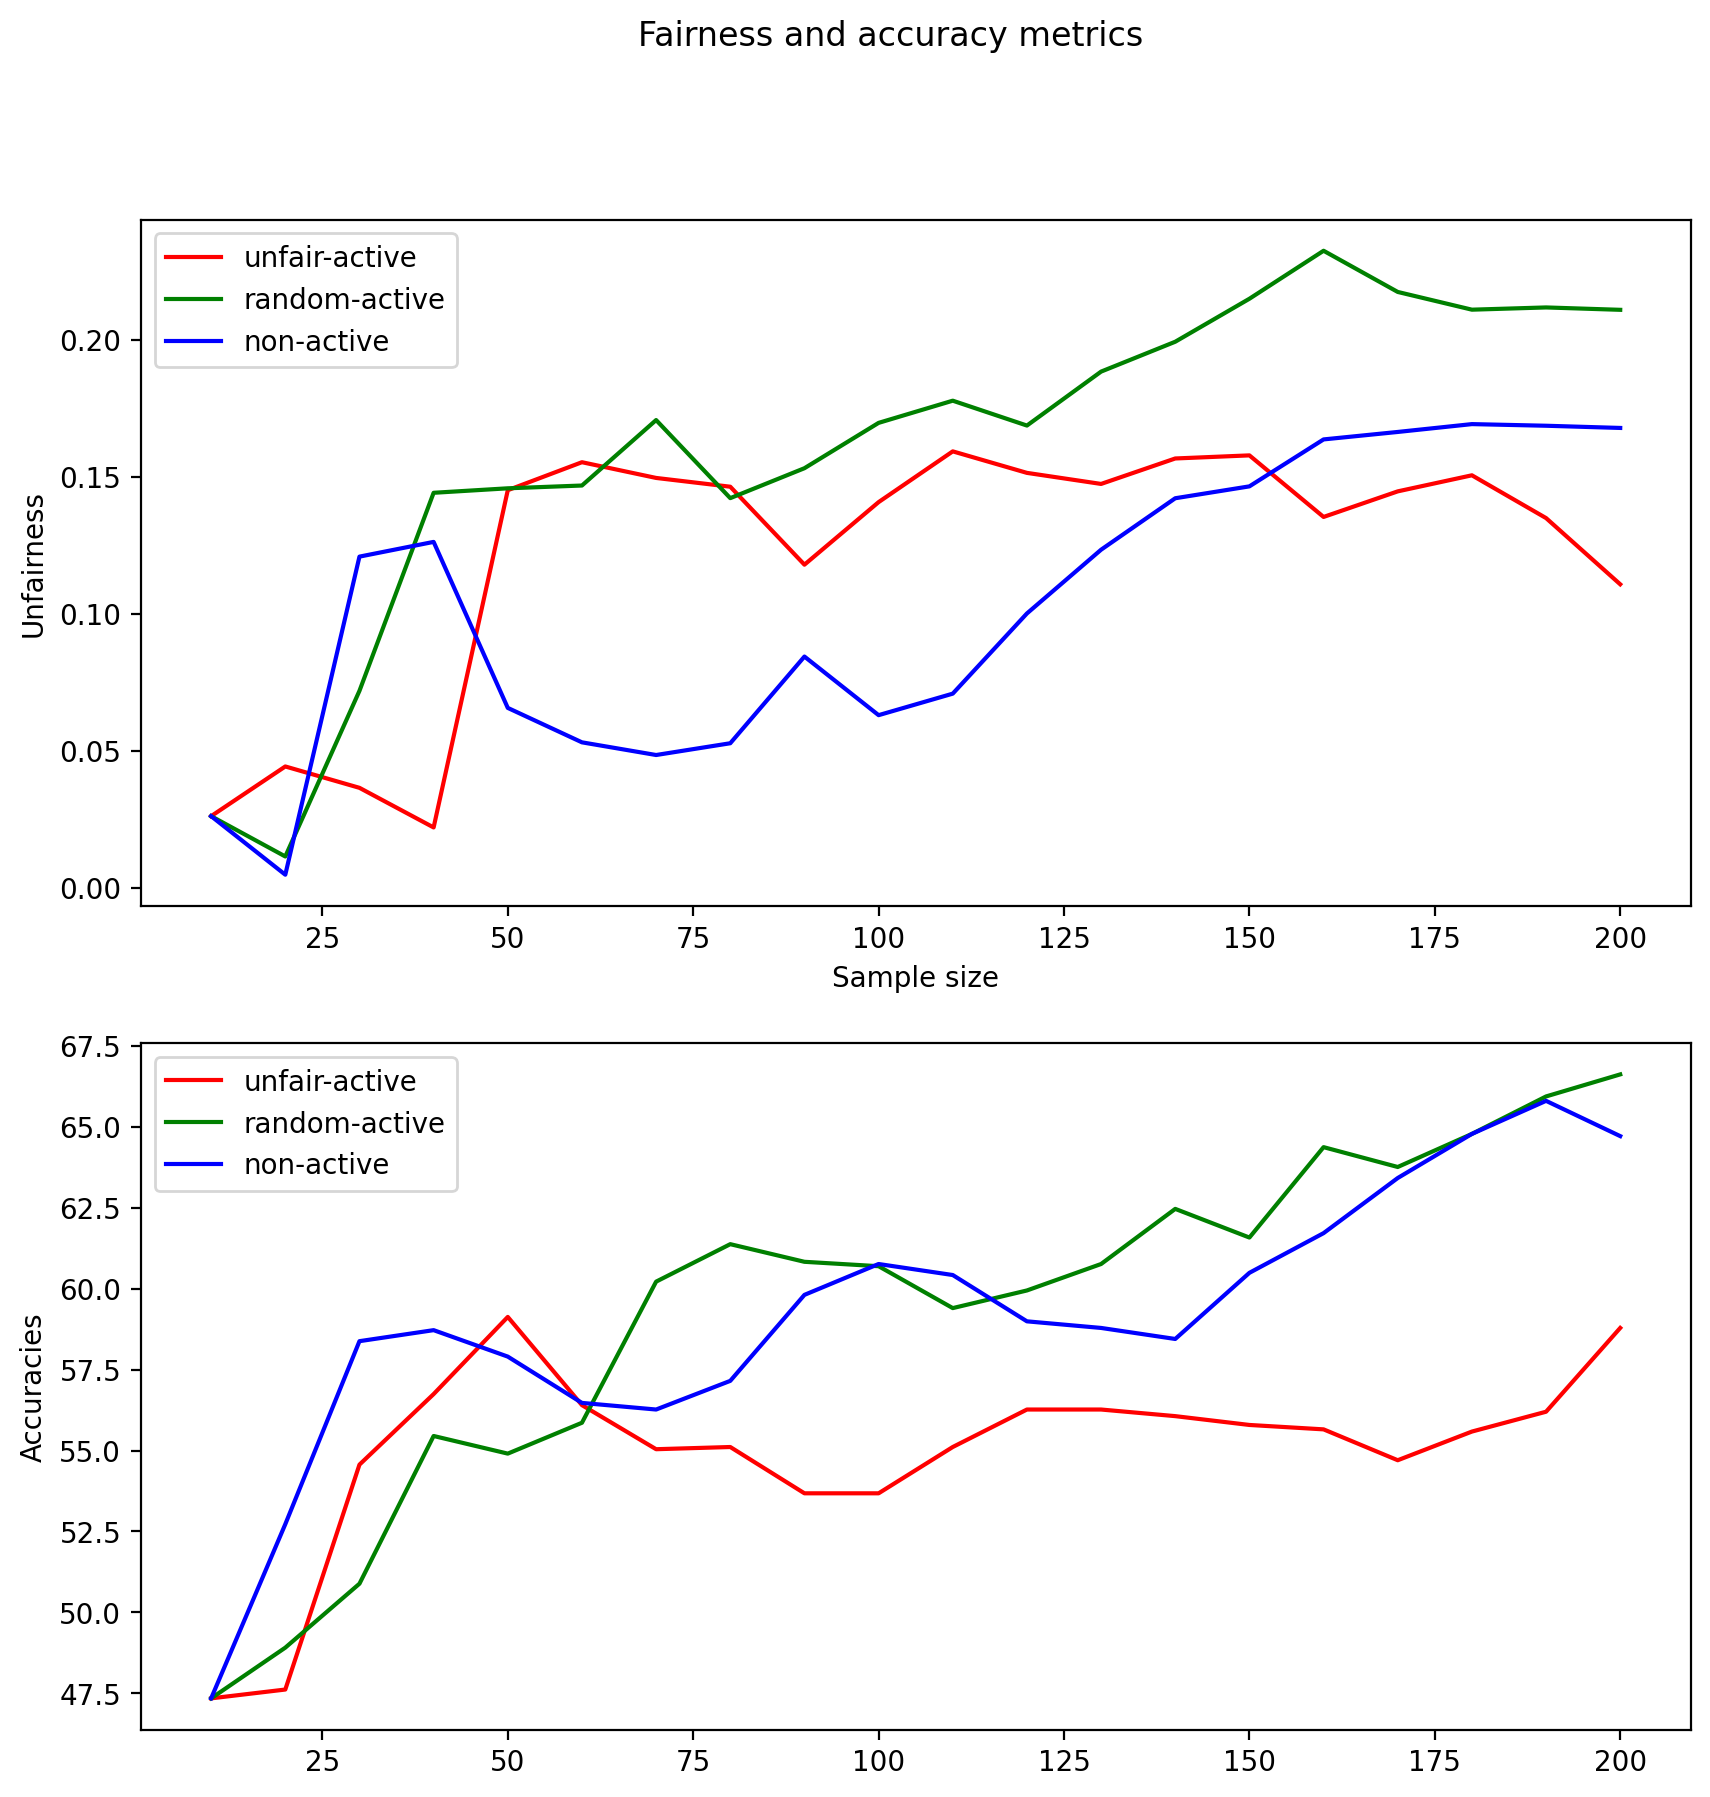 Fairness and accuracy metrics
unfair-active
random-active
non-active
Unfairness
0.20
0.15
0.10
0.05
0.00
25 50 75 100 125 150 175 200
Sample size
unfair-active
random-active
non-active
Accuracies
67.5
65.0
62.5
60.0
57.5
55.0
52.5
50.0
47.5
25 50 75 100 125 150 175 200